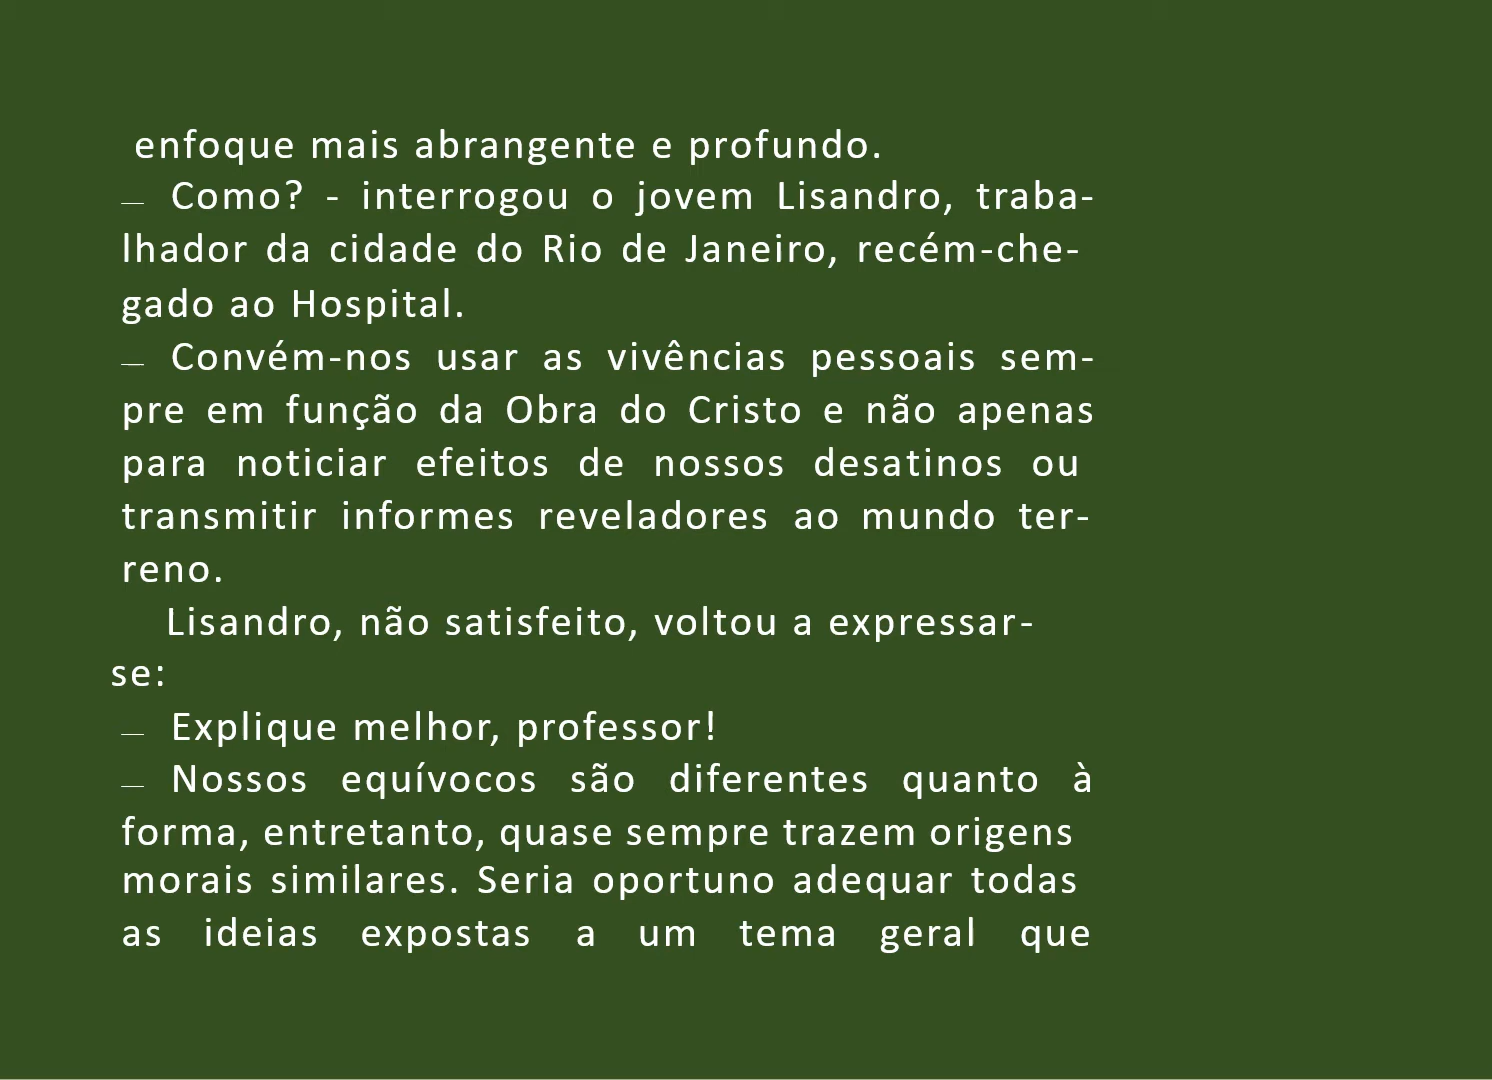 enfoque mais abrangente e profundo.
— Como? - interrogou o jovem Lisandro, traba-
lhador da cidade do Rio de Janeiro, recém-che-
gado ao Hospital.
— Convém-nos usar as vivências pessoais sem-
pre em função da Obra do Cristo e não apenas
para noticiar efeitos de nossos desatinos ou
transmitir informes reveladores ao mundo ter-
reno.
Lisandro, não satisfeito, voltou a expressar-
se:
— Explique melhor, professor!
— Nossos equívocos são diferentes quanto à
forma, entretanto, quase sempre trazem origens
morais similares. Seria oportuno adequar todas
as ideias expostas a um tema geral que